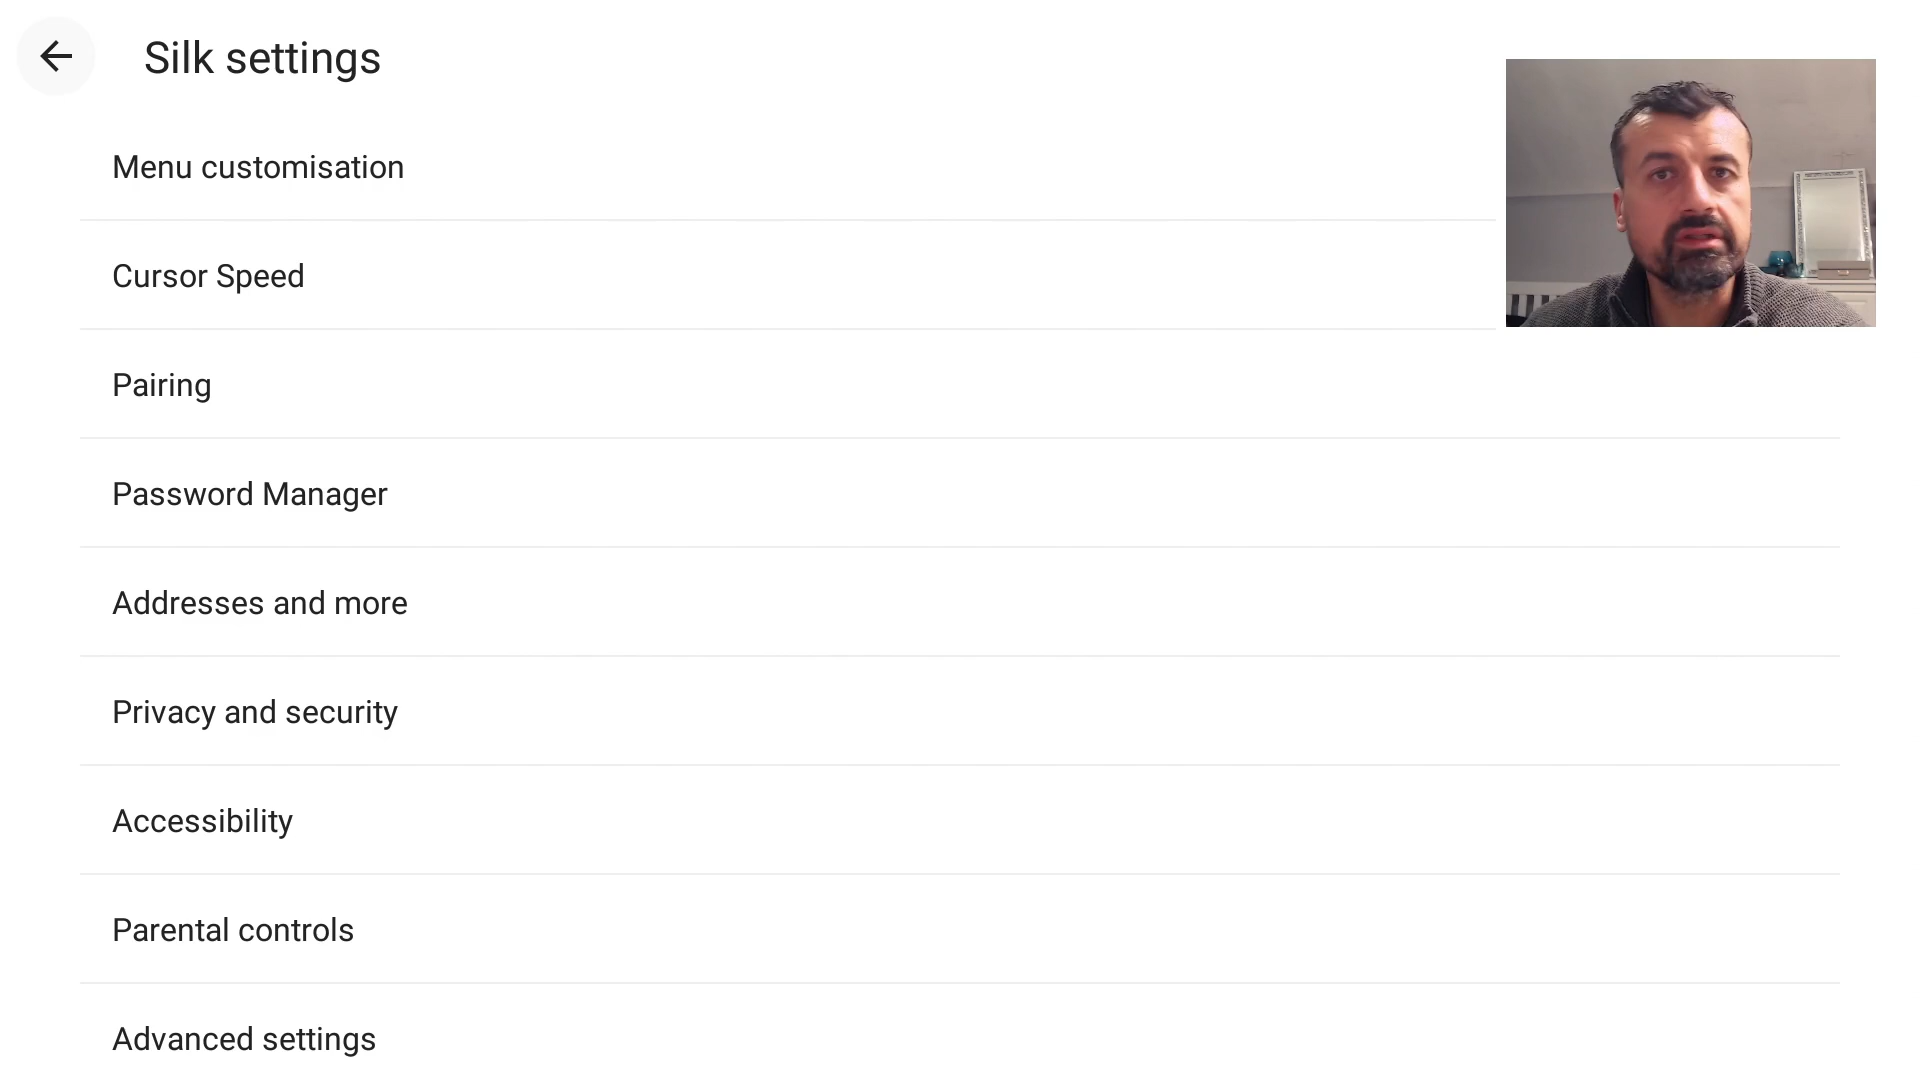 Silk settings
Menu customisation
Cursor Speed
Pairing
Password Manager
Addresses and more
Privacy and security
Accessibility
Parental controls
Advanced settings